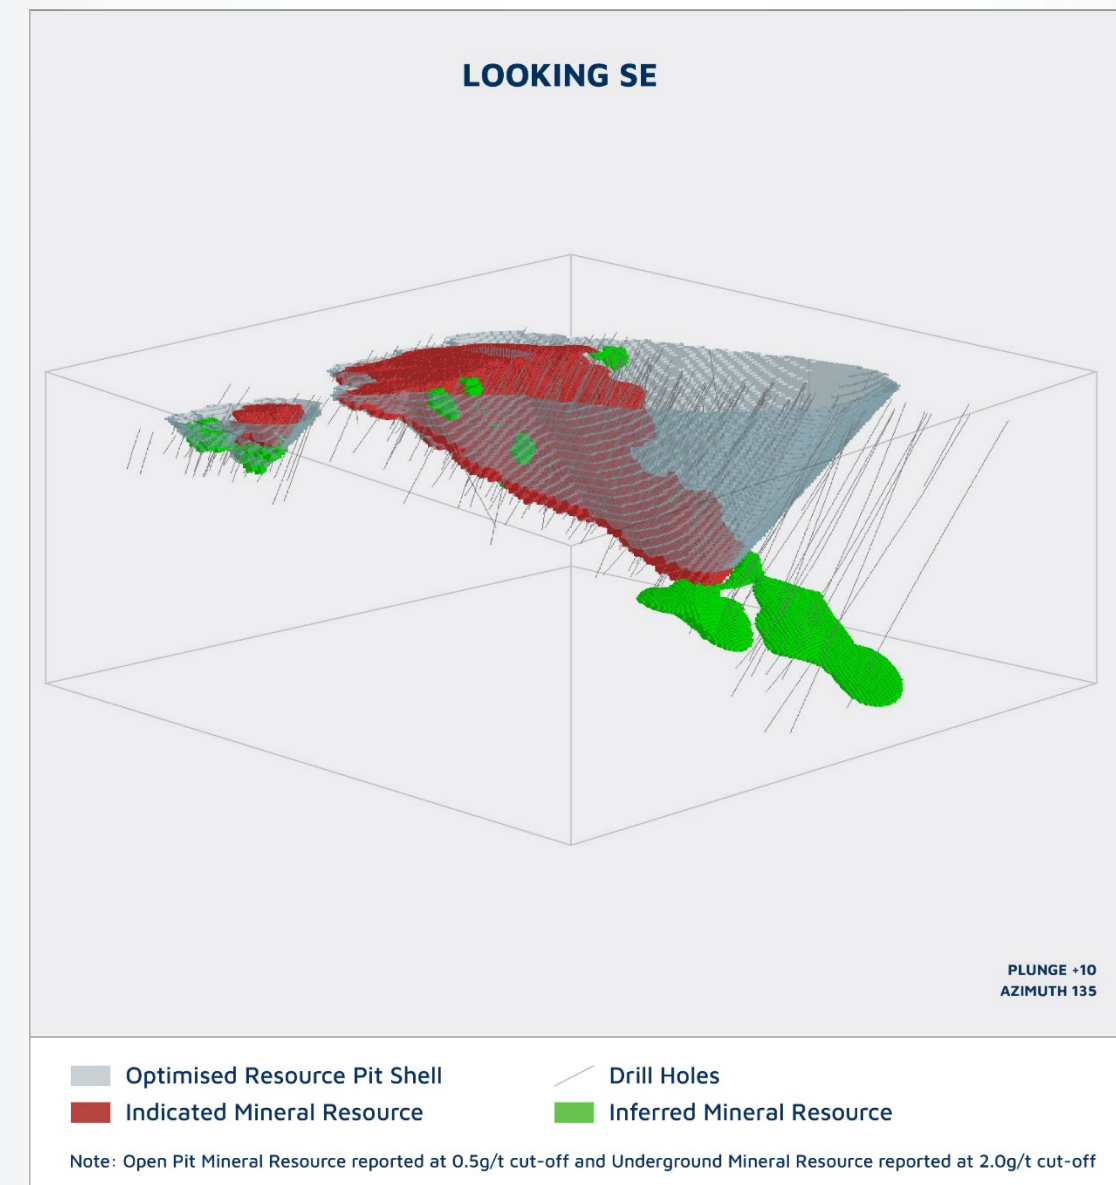 LOOKING SE
PLUNGE +10
AZIMUTH 135
Optimised Resource Pit Shell
Drill Holes
Indicated Mineral Resource
Inferred Mineral Resource
Note: Open Pit Mineral Resource reported at 0.5g/t cut-off and Underground Mineral Resource reported at 2.0g/t cut-off